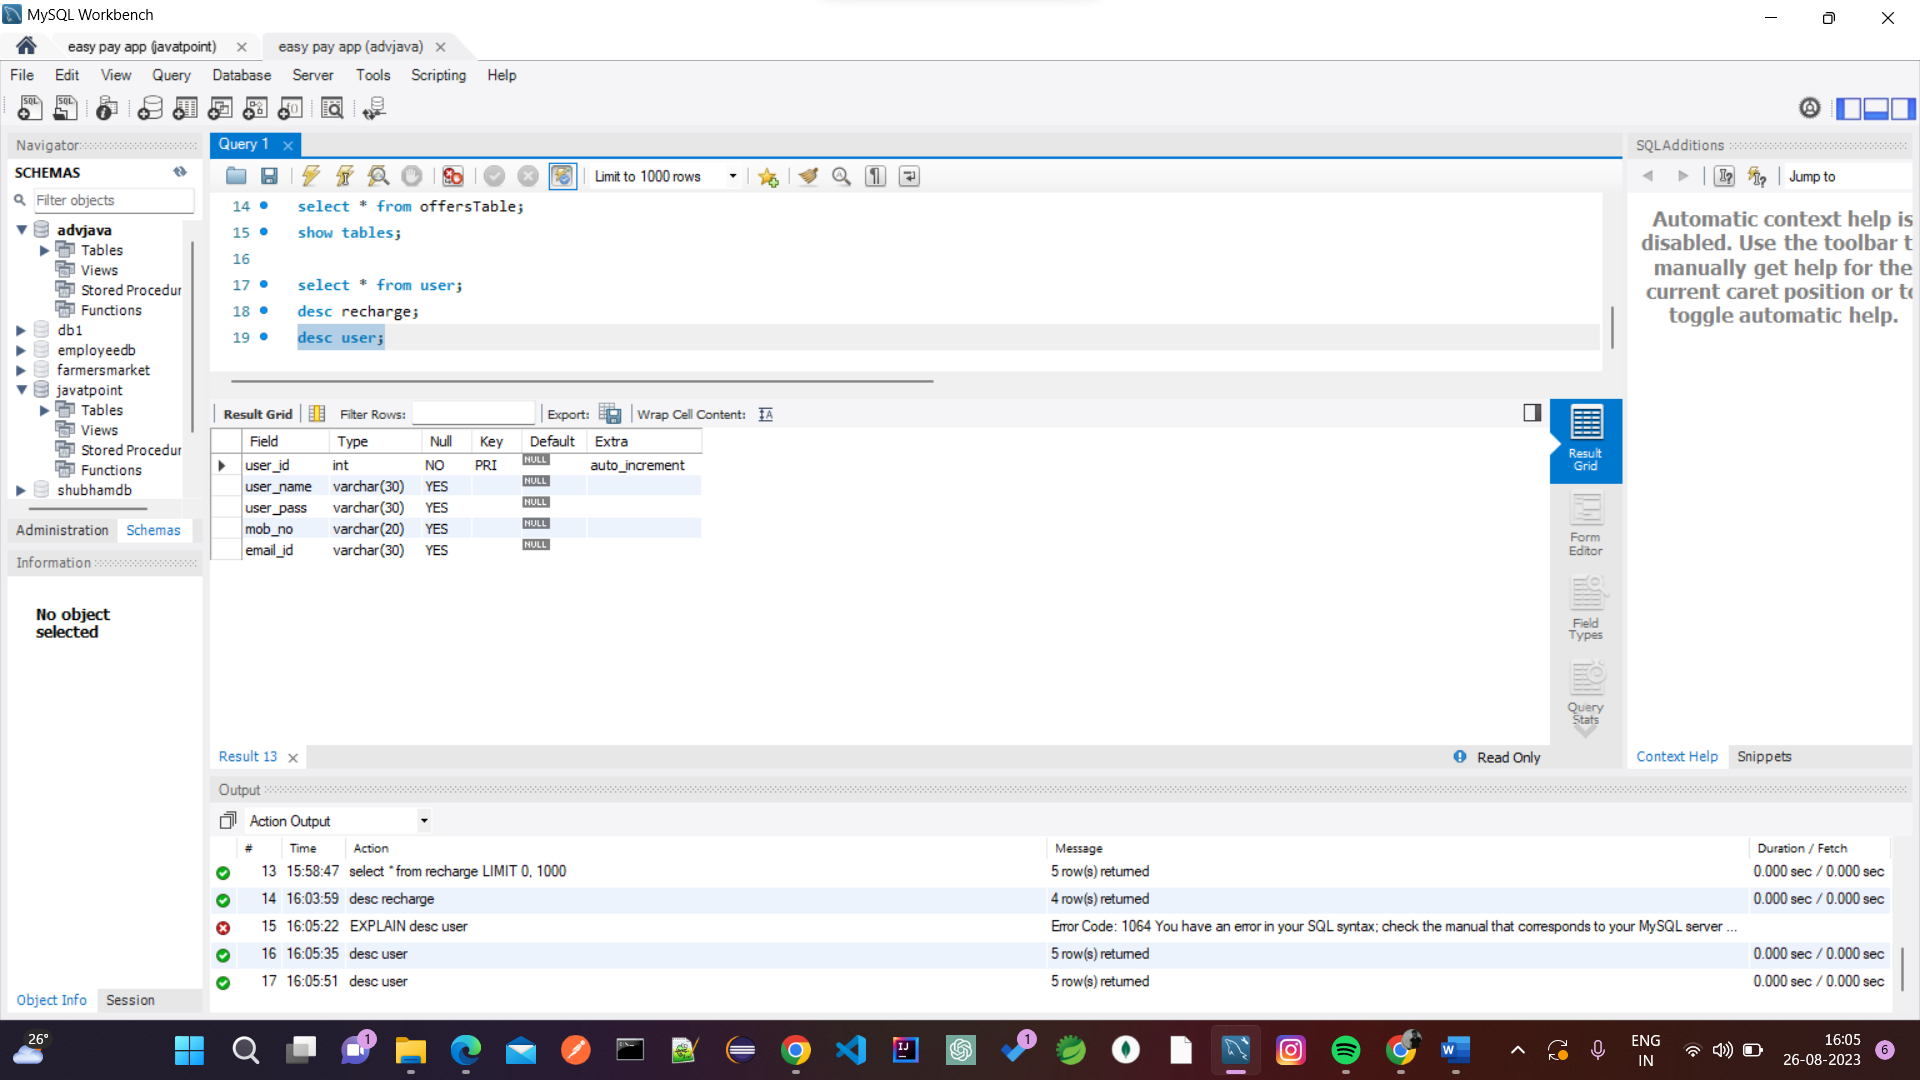 MySQL Workbench
easy pay app (javatpoint)
easy pay app (advjava)
File Edit View Query Database Server Tools Scripting Help
Navigator
SCHEMAS
Filter objects
advjava
Tables
Views
Stored Procedur
Functions
db1
employeedb
farmersmarket
javatpoint
Tables
Views
Stored Procedur
Functions
shubhamdb
Administration Schemas
Information
No object
selected
Object Info Session
Query 1
Limit to 1000 rows
14 select * from offersTable;
15 show tables;
16
17 select * from user;
18 desc recharge;
19 desc user;
Result Grid Filter Rows: Export: Wrap Cell Content:
Field Type Null Key Default Extra
user_id int NO PRI NULL auto_increment
user_name varchar(30) YES NULL
user_pass varchar(30) YES NULL
mob_no varchar(20) YES NULL
email_id varchar(30) YES NULL
Result
Grid
Form
Editor
Field
Types
Query
Stats
Result 13
Read Only
SQLAdditions
Jump to
Automatic context help is
disabled. Use the toolbar t
manually get help for the
current caret position or to
toggle automatic help.
Context Help Snippets
Output
Action Output
# Time Action Message Duration / Fetch
13 15:58:47 select * from recharge LIMIT 0, 1000 5 row(s) returned 0.000 sec / 0.000 sec
14 16:03:59 desc recharge 4 row(s) returned 0.000 sec / 0.000 sec
15 16:05:22 EXPLAIN desc user Error Code: 1064 You have an error in your SQL syntax; check the manual that corresponds to your MySQL server ...
16 16:05:35 desc user 5 row(s) returned 0.000 sec / 0.000 sec
17 16:05:51 desc user 5 row(s) returned 0.000 sec / 0.000 sec
26°
1
1
ENG
IN
16:05
26-08-2023
6